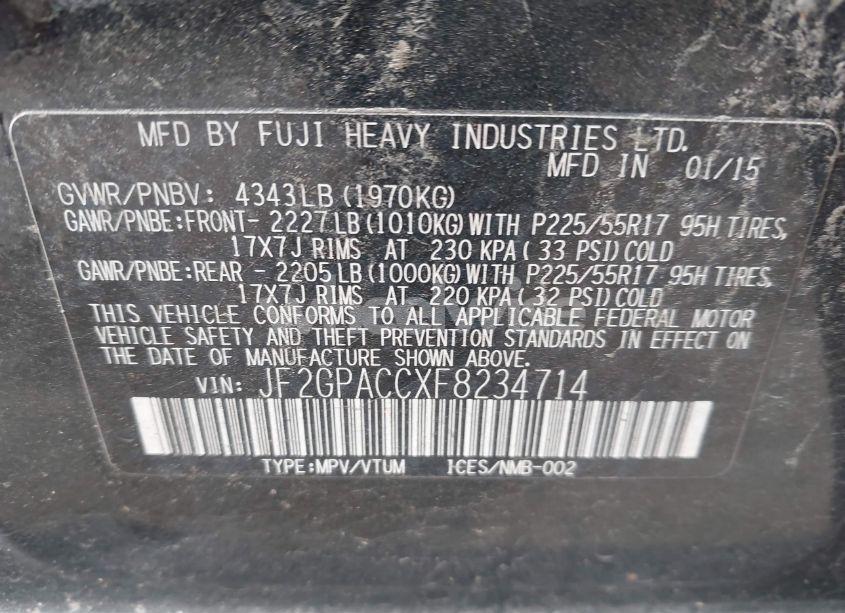 MFD BY FUJI HEAVY INDUSTRIES LTD.
MFD IN 01/15
GVWR/PNBV: 4343LB (1970KG)
GAWR/PNBE:FRONT- 2227LB (1010KG) WITH P225/55R17 95H TIRES,
17X7J RIMS AT 230 KPA ( 33 PSI) COLD
GAWR/PNBE:REAR - 2205LB (1000KG) WITH P225/55R17 95H TIRES,
17X7J RIMS AT 220 KPA ( 32 PSI) COLD
THIS VEHICLE CONFORMS TO ALL APPLICABLE FEDERAL MOTOR
VEHICLE SAFETY AND THEFT PREVENTION STANDARDS IN EFFECT ON
THE DATE OF MANUFACTURE SHOWN ABOVE.
VIN: JF2GPACCXF8234714
TYPE:MPV/VTUM ICES/NMB-002